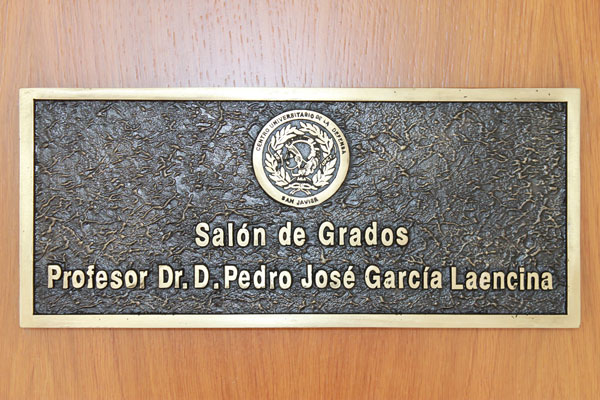 CENTRO UNIVERSITARIO DE LA DEFENSA
SAN JAVIER
Salón de Grados
Profesor Dr. D. Pedro José García Laencina